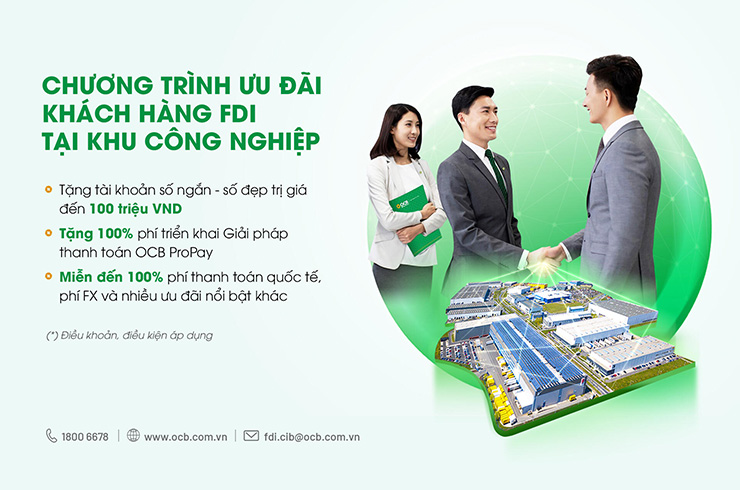 CHƯƠNG TRÌNH ƯU ĐÃI
KHÁCH HÀNG FDI
TẠI KHU CÔNG NGHIỆP
Tặng tài khoản số ngắn - số đẹp trị giá
đến 100 triệu VND
Tặng 100% phí triển khai Giải pháp
thanh toán OCB ProPay
Miễn đến 100% phí thanh toán quốc tế,
phí FX và nhiều ưu đãi nổi bật khác
(*) Điều khoản, điều kiện áp dụng
OCB
1800 6678 | www.ocb.com.vn | fdi.cib@ocb.com.vn